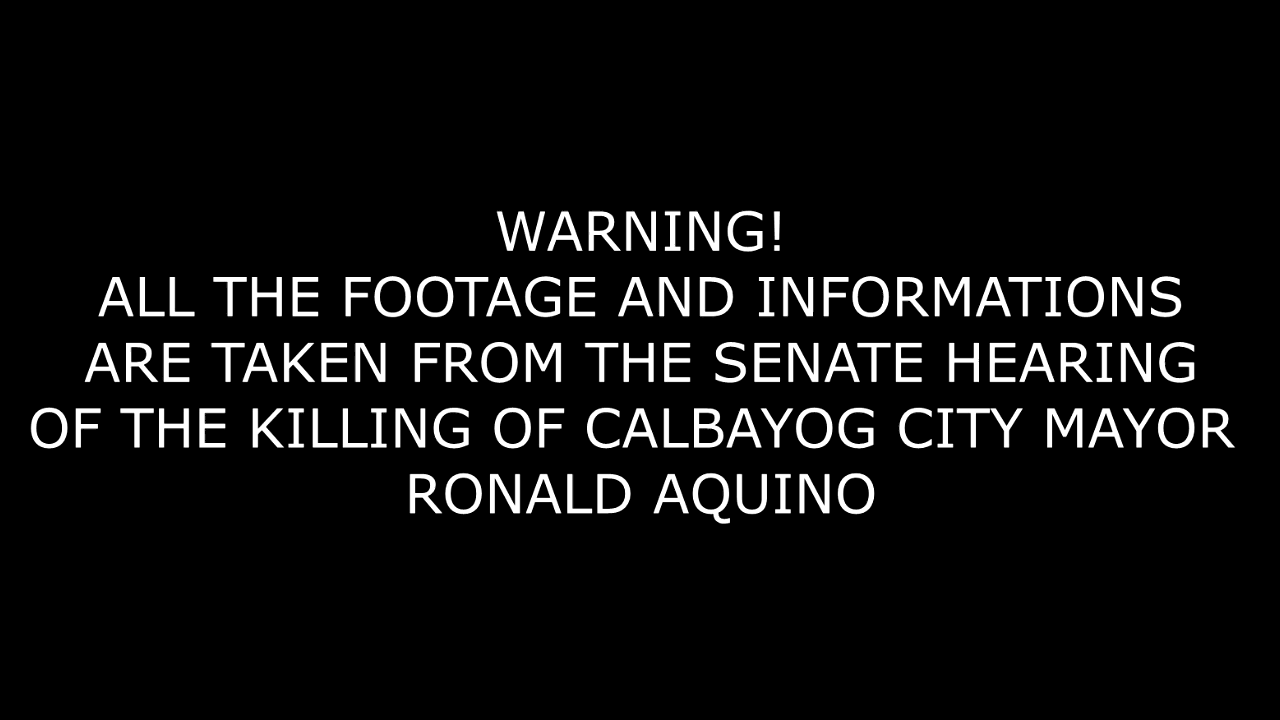 WARNING!
ALL THE FOOTAGE AND INFORMATIONS
ARE TAKEN FROM THE SENATE HEARING
OF THE KILLING OF CALBAYOG CITY MAYOR
RONALD AQUINO